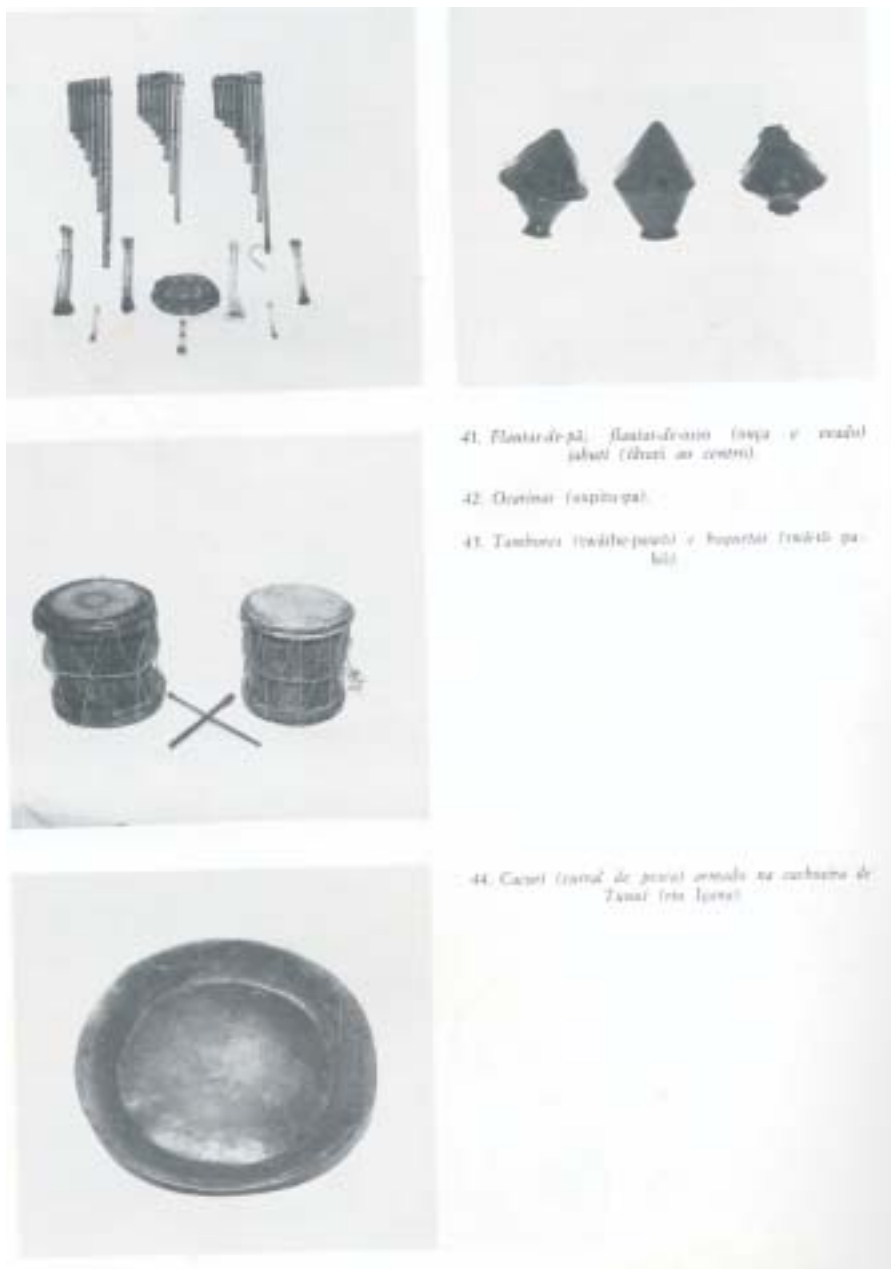 41. Flautas-de-pã, flautas-de-osso (onça e veado)
jabuti (ao centro).
42. Ocarinas
43. Tambores e baquetas
44. Cacuri (curral de pesca) armado na cachoeira de
Tunuí (rio Içana)